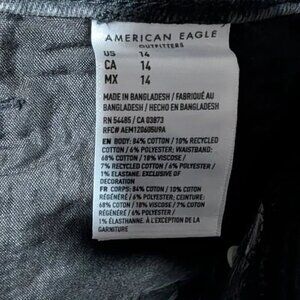 AMERICAN EAGLE
OUTFITTERS
US 14
CA 14
MX 14
MADE IN BANGLADESH / FABRIQUÉ AU
BANGLADESH / HECHO EN BANGLADESH
RN 54485 / CA 03873
RFC# AEM120605U9A
EN BODY: 84% COTTON / 10% RECYCLED
COTTON / 6% POLYESTER; WAISTBAND:
68% COTTON / 18% VISCOSE /
7% RECYCLED COTTON / 6% POLYESTER /
1% ELASTANE. EXCLUSIVE OF
DECORATION
FR CORPS: 84% COTON / 10% COTON
RÉGÉNÉRÉ / 6% POLYESTER; CEINTURE:
68% COTON / 18% VISCOSE / 7% COTON
RÉGÉNÉRÉ / 6% POLYESTER /
1% ÉLASTHANNE. À L'EXCEPTION DE LA
GARNITURE